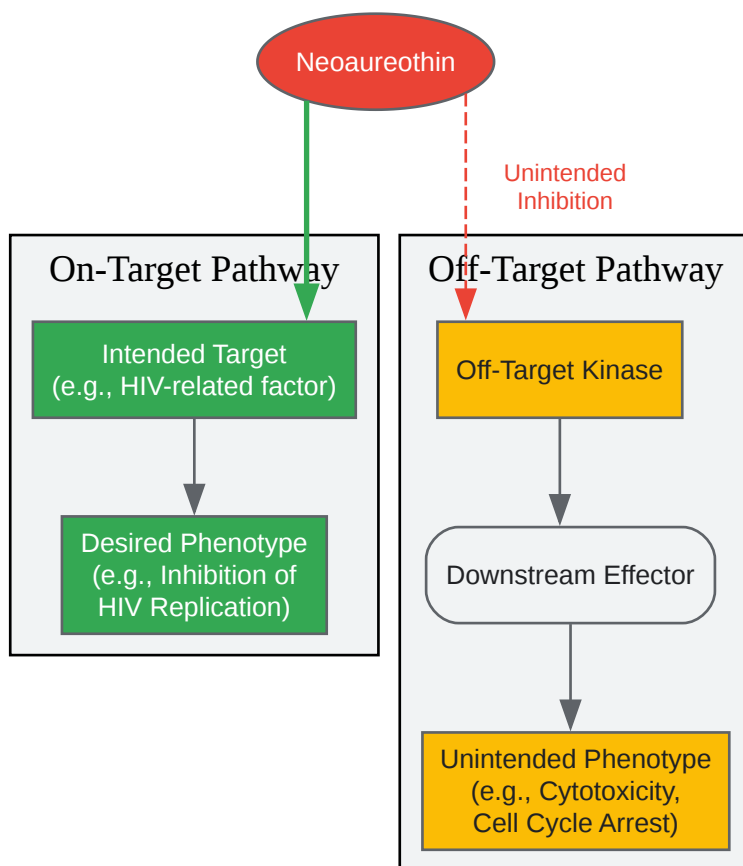 Neoaureothin
Unintended
Inhibition
On-Target Pathway
Intended Target
(e.g., HIV-related factor)
Desired Phenotype
(e.g., Inhibition of
HIV Replication)
Off-Target Pathway
Off-Target Kinase
Downstream Effector
Unintended Phenotype
(e.g., Cytotoxicity,
Cell Cycle Arrest)